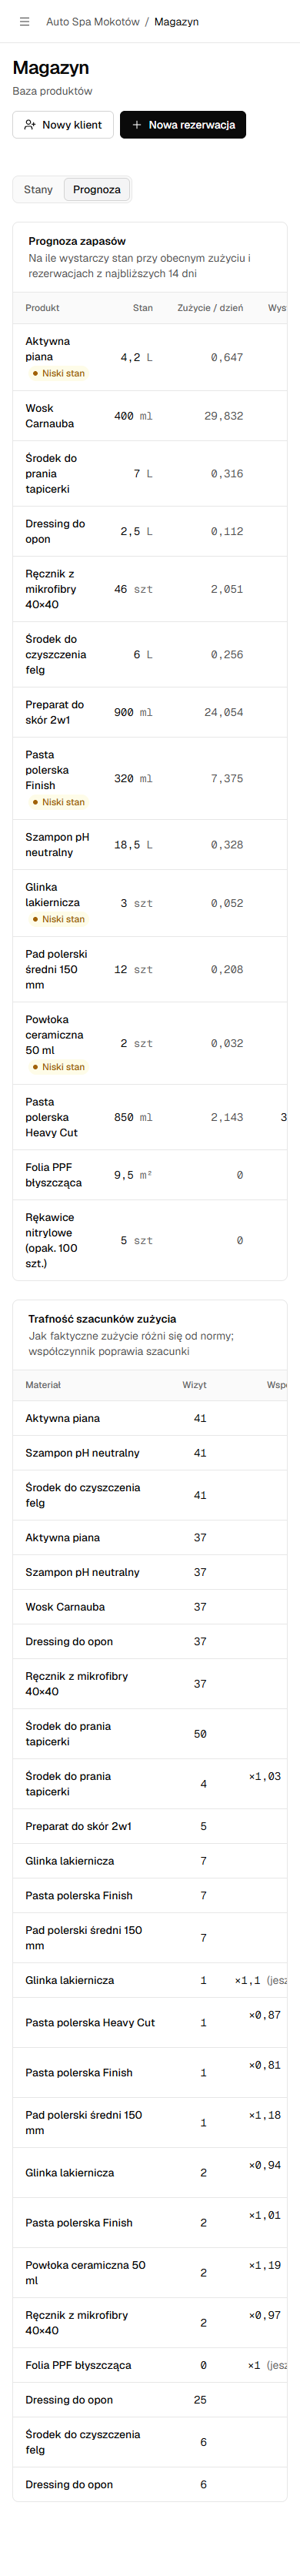 Auto Spa Mokotów / Magazyn
Magazyn
Baza produktów
Nowy klient
Nowa rezerwacja
Stany
Prognoza
Prognoza zapasów
Na ile wystarczy stan przy obecnym zużyciu i
rezerwacjach z najbliższych 14 dni
Produkt Stan Zużycie / dzień Wyst
Aktywna
piana
Niski stan
4,2 L 0,647
Wosk
Carnauba
400 ml 29,832
Środek do
prania
tapicerki
7 L 0,316
Dressing do
opon
2,5 L 0,112
Ręcznik z
mikrofibry
40×40
46 szt 2,051
Środek do
czyszczenia
felg
6 L 0,256
Preparat do
skór 2w1
900 ml 24,054
Pasta
polerska
Finish
Niski stan
320 ml 7,375
Szampon pH
neutralny
18,5 L 0,328
Glinka
lakiernicza
Niski stan
3 szt 0,052
Pad polerski
średni 150
mm
12 szt 0,208
Powłoka
ceramiczna
50 ml
Niski stan
2 szt 0,032
Pasta
polerska
Heavy Cut
850 ml 2,143 3
Folia PPF
błyszcząca
9,5 m² 0
Rękawice
nitrylowe
(opak. 100
szt.)
5 szt 0
Trafność szacunków zużycia
Jak faktyczne zużycie różni się od normy;
współczynnik poprawia szacunki
Materiał Wizyt Wspó
Aktywna piana 41
Szampon pH neutralny 41
Środek do czyszczenia
felg
41
Aktywna piana 37
Szampon pH neutralny 37
Wosk Carnauba 37
Dressing do opon 37
Ręcznik z mikrofibry
40×40
37
Środek do prania
tapicerki
50
Środek do prania
tapicerki
4 ×1,03
Preparat do skór 2w1 5
Glinka lakiernicza 7
Pasta polerska Finish 7
Pad polerski średni 150
mm
7
Glinka lakiernicza 1 ×1,1 (jesz
Pasta polerska Heavy Cut 1 ×0,87
Pasta polerska Finish 1 ×0,81
Pad polerski średni 150
mm
1 ×1,18
Glinka lakiernicza 2 ×0,94
Pasta polerska Finish 2 ×1,01
Powłoka ceramiczna 50
ml
2 ×1,19
Ręcznik z mikrofibry
40×40
2 ×0,97
Folia PPF błyszcząca 0 ×1 (jesz
Dressing do opon 25
Środek do czyszczenia
felg
6
Dressing do opon 6